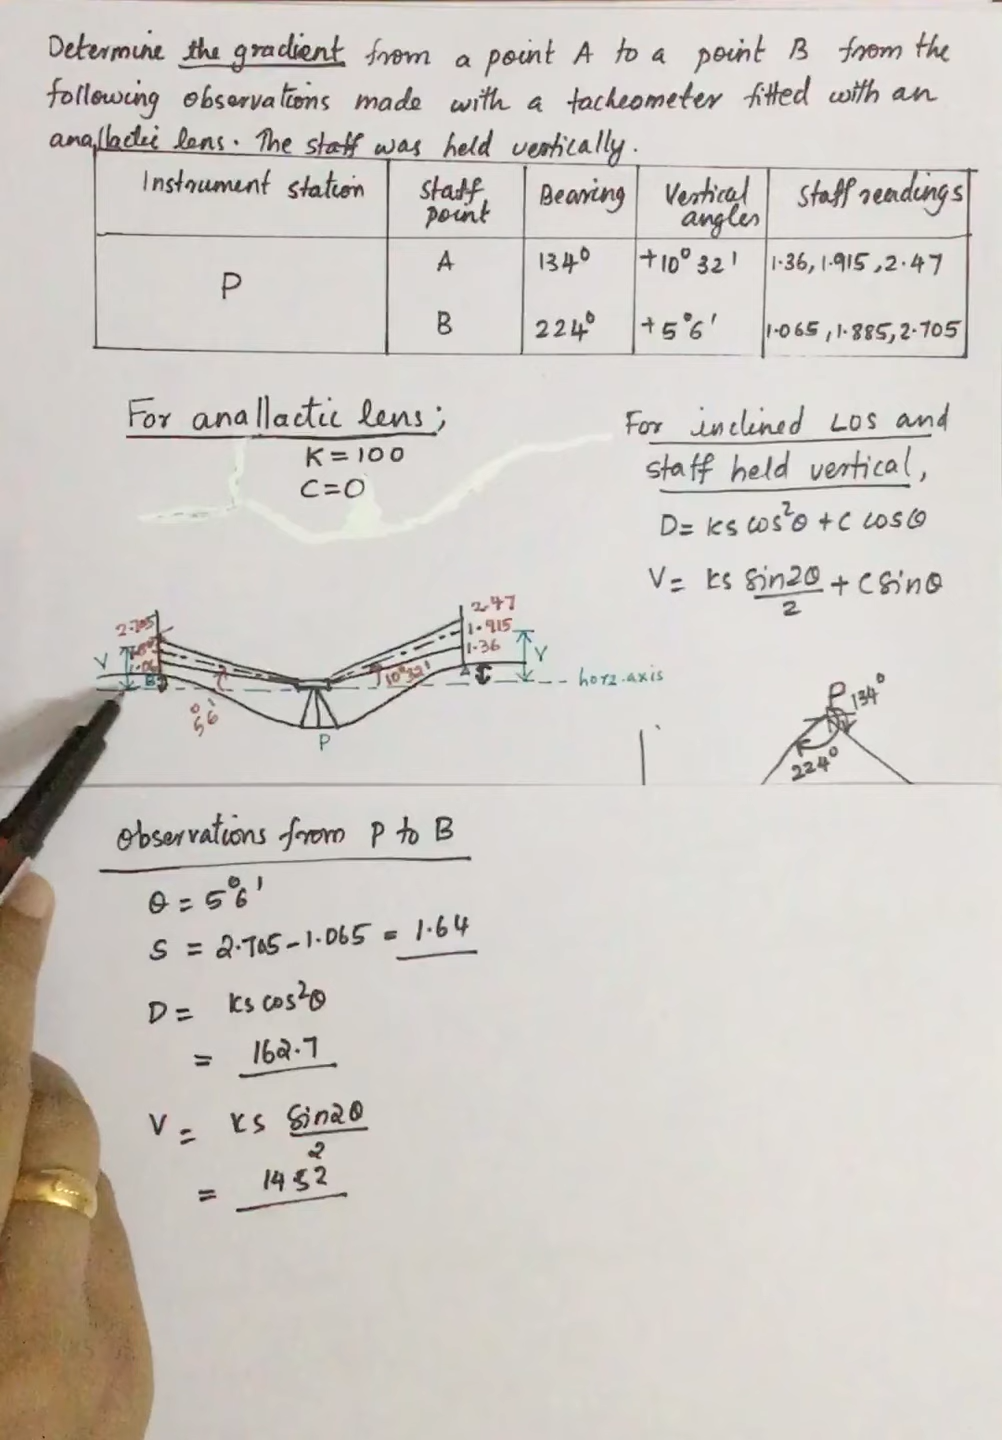 Determine the gradient from a point A to a point B from the
following observations made with a tacheometer fitted with an
anallactic lens. The staff was held vertically.
Instrument station Staff point Bearing Vertical angles Staff readings
P
A 134° +10°32' 1.36, 1.915, 2.47
B 224° +5°6' 1.065, 1.885, 2.705
For anallactic lens;
K = 100
C = 0
For inclined LOS and
staff held vertical,
D = KS cos²θ + C cosθ
V = KS sin2θ/2 + C sinθ
2.705
V
B
5°6'
P
10°32'
2.47
1.915
1.36
A
V
horz. axis
P 134°
224°
Observations from P to B
θ = 5°6'
S = 2.705 - 1.065 = 1.64
D = KS cos²θ
= 162.7
V = KS sin2θ/2
= 14.52